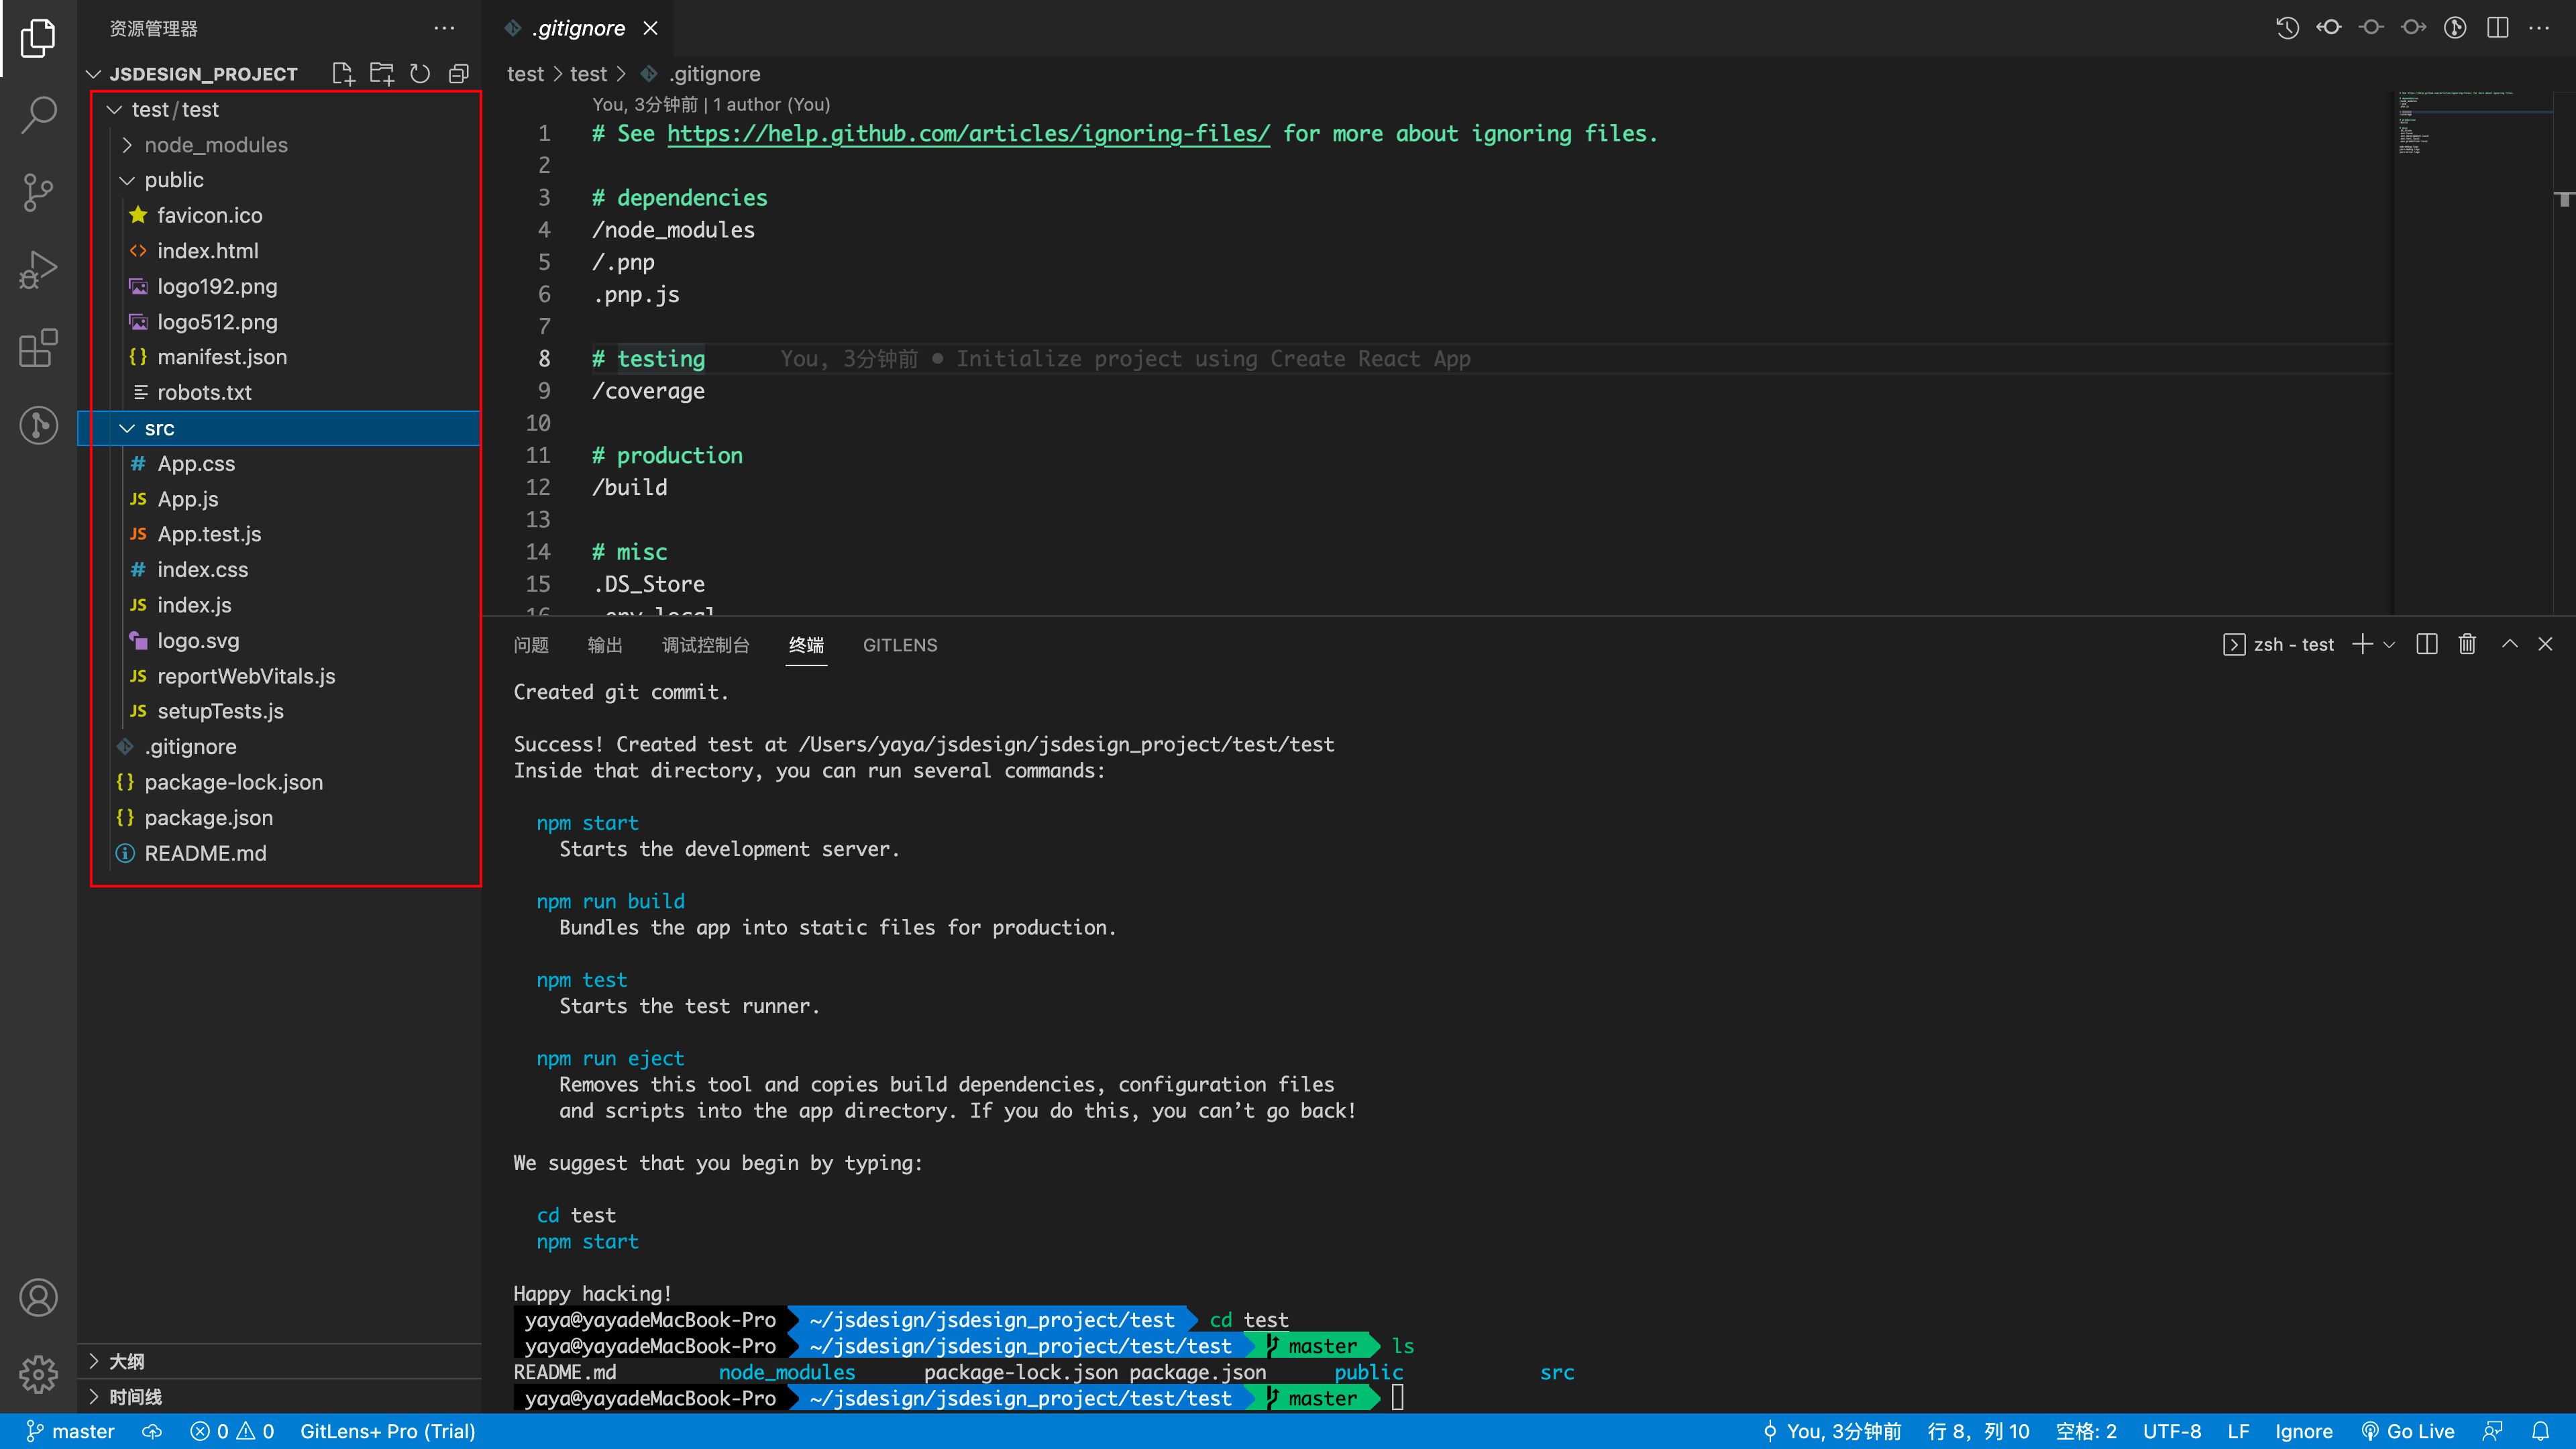 资源管理器
JSDESIGN_PROJECT
test / test
node_modules
public
favicon.ico
index.html
logo192.png
logo512.png
manifest.json
robots.txt
src
App.css
App.js
App.test.js
index.css
index.js
logo.svg
reportWebVitals.js
setupTests.js
.gitignore
package-lock.json
package.json
README.md
大纲
时间线
.gitignore
test > test > .gitignore
You, 3分钟前 | 1 author (You)
1 # See https://help.github.com/articles/ignoring-files/ for more about ignoring files.
2
3 # dependencies
4 /node_modules
5 /.pnp
6 .pnp.js
7
8 # testing You, 3分钟前 • Initialize project using Create React App
9 /coverage
10
11 # production
12 /build
13
14 # misc
15 .DS_Store
16 .env.local
问题 输出 调试控制台 终端 GITLENS
zsh - test
Created git commit.
Success! Created test at /Users/yaya/jsdesign/jsdesign_project/test/test
Inside that directory, you can run several commands:
npm start
Starts the development server.
npm run build
Bundles the app into static files for production.
npm test
Starts the test runner.
npm run eject
Removes this tool and copies build dependencies, configuration files
and scripts into the app directory. If you do this, you can’t go back!
We suggest that you begin by typing:
cd test
npm start
Happy hacking!
yaya@yayadeMacBook-Pro ~/jsdesign/jsdesign_project/test cd test
yaya@yayadeMacBook-Pro ~/jsdesign/jsdesign_project/test/test master ls
README.md node_modules package-lock.json package.json public src
yaya@yayadeMacBook-Pro ~/jsdesign/jsdesign_project/test/test master
master 0 0 GitLens+ Pro (Trial) You, 3分钟前 行 8，列 10 空格: 2 UTF-8 LF Ignore Go Live